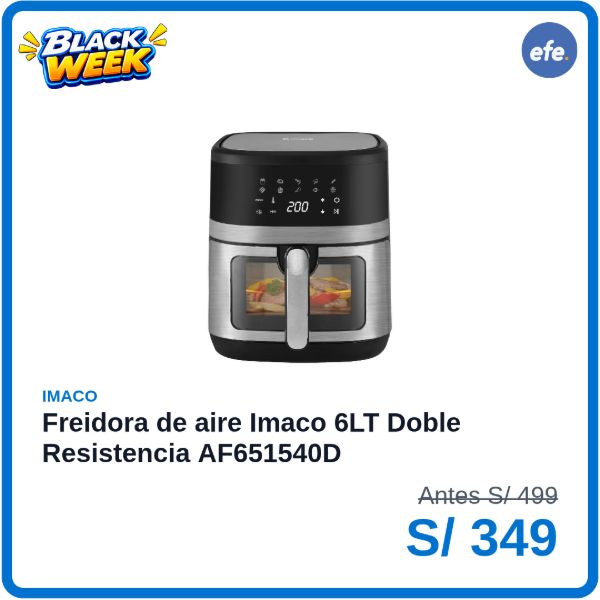 BLACK
WEEK
efe.
200
IMACO
Freidora de aire Imaco 6LT Doble
Resistencia AF651540D
Antes S/ 499
S/ 349